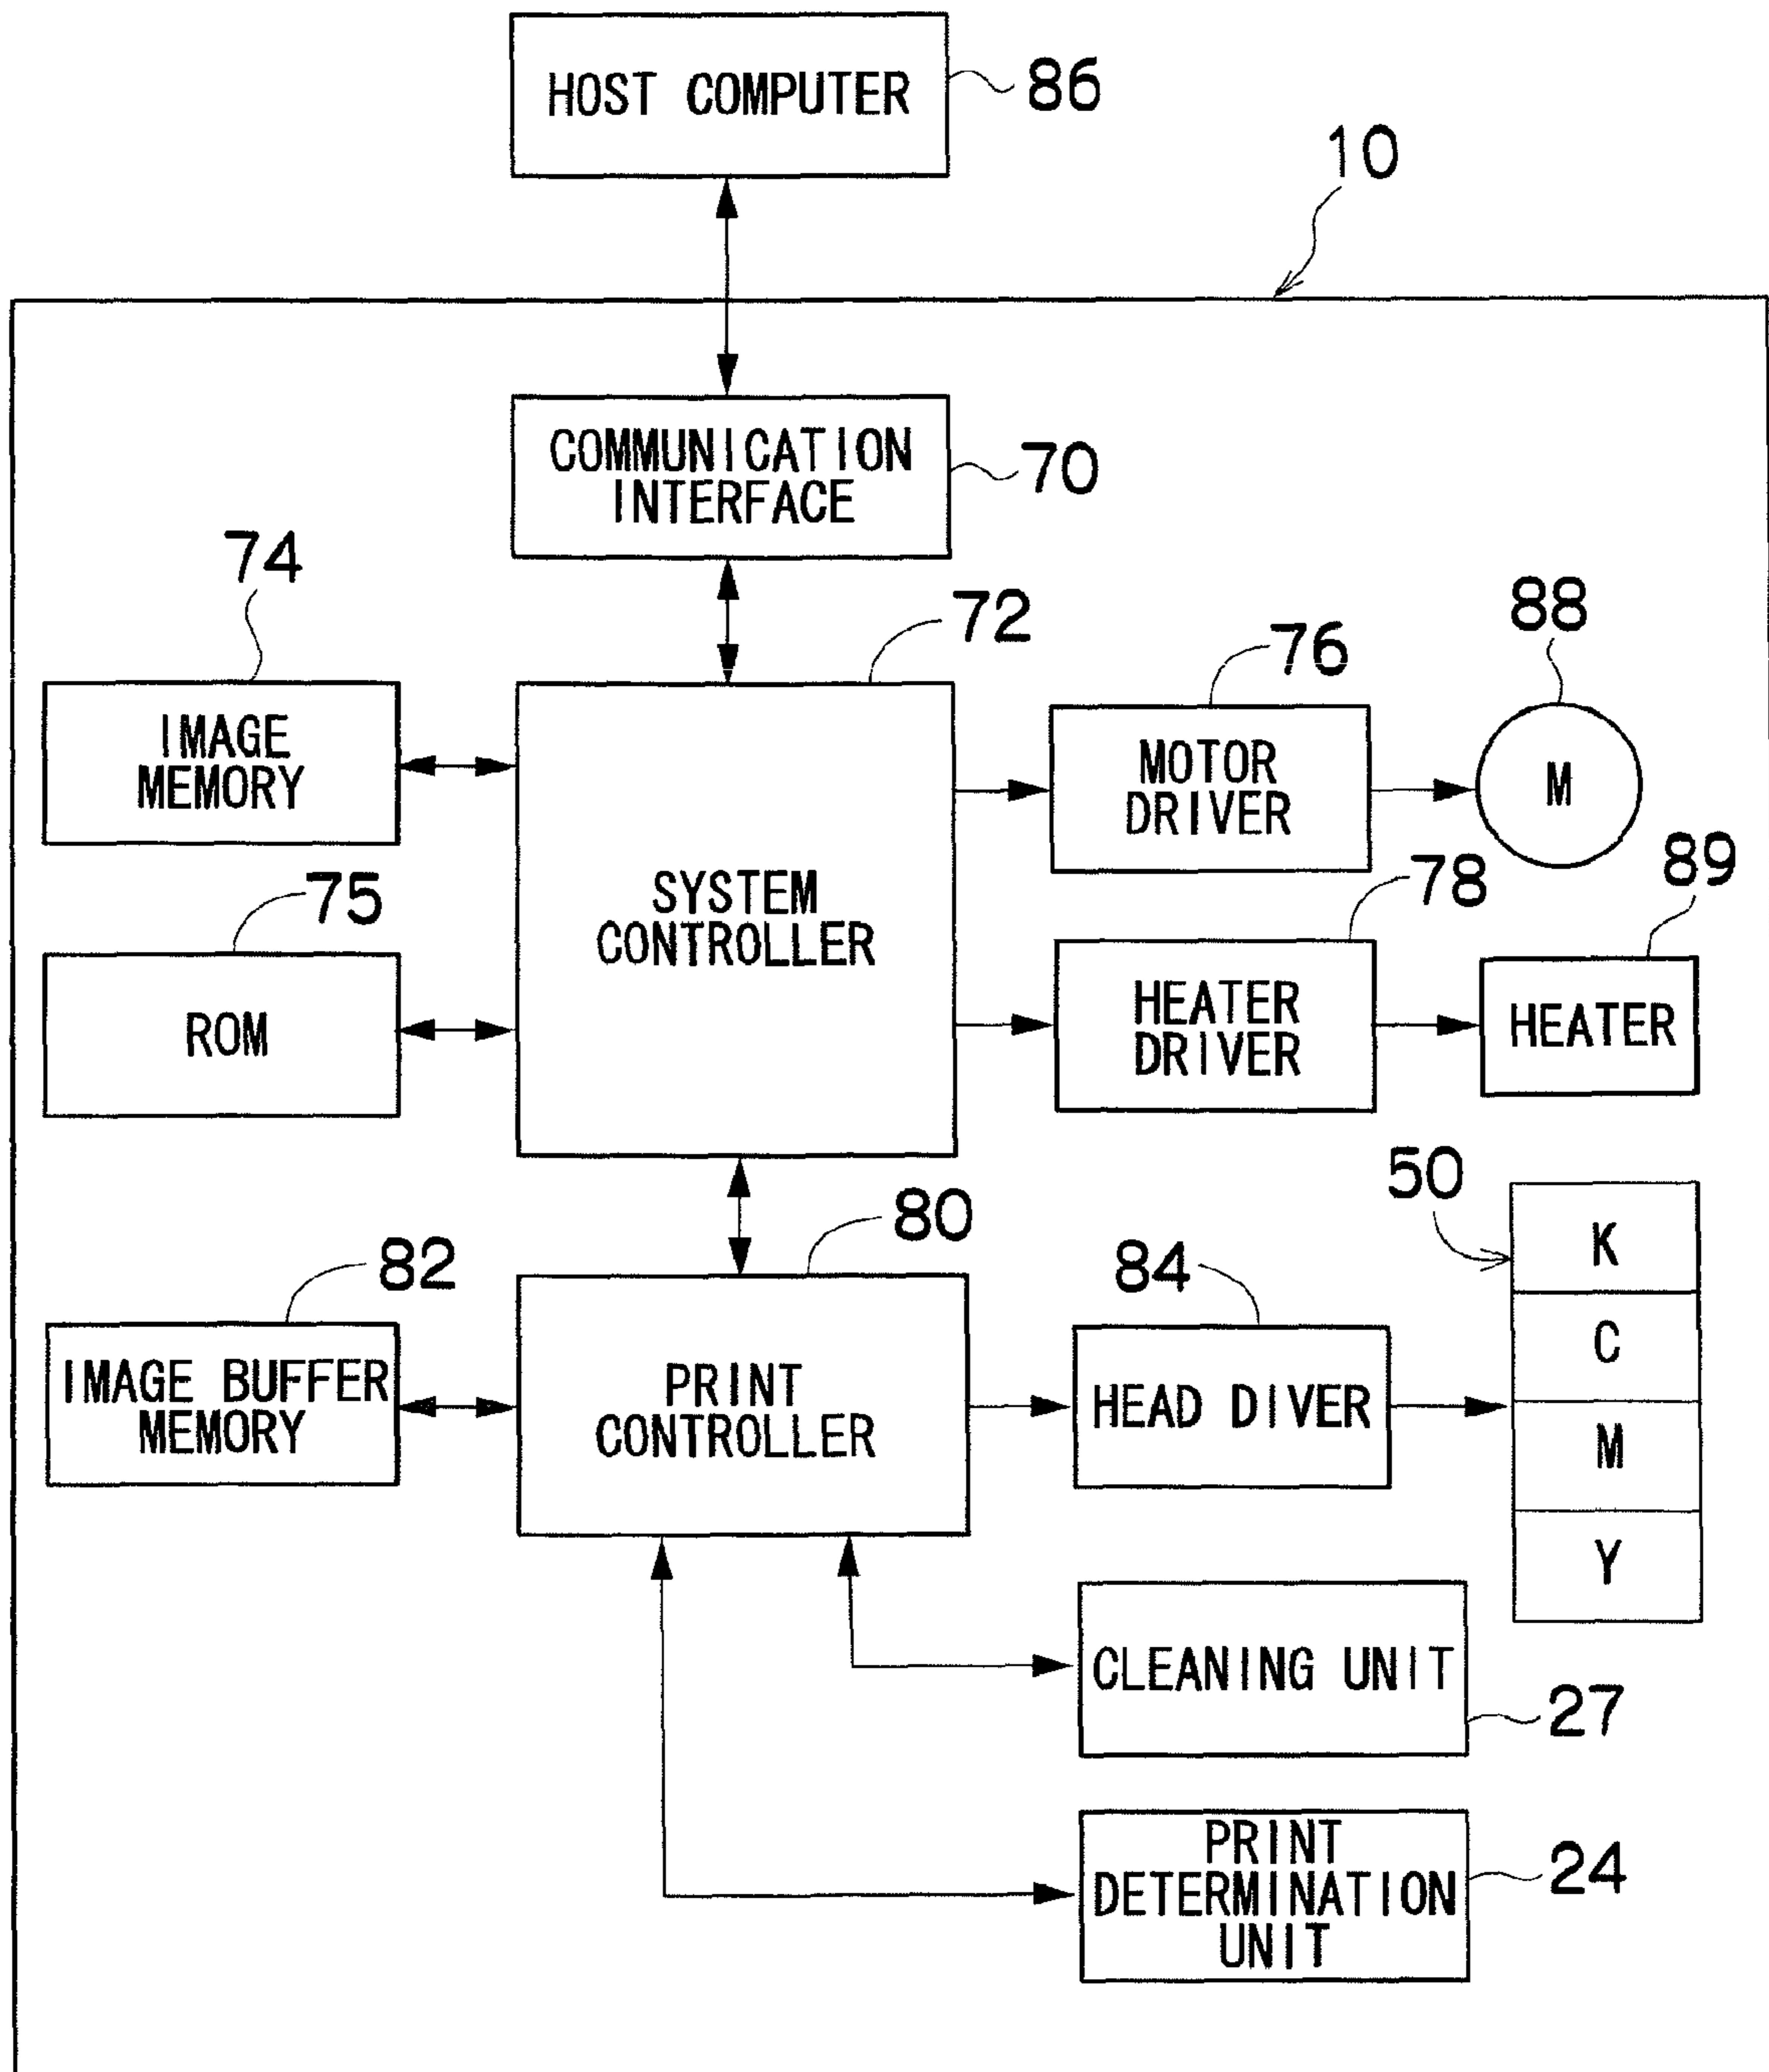 HOST COMPUTER
86
10
COMMUNICATION
INTERFACE
70
74
72
76
88
IMAGE
MEMORY
MOTOR
DRIVER
M
75
SYSTEM
CONTROLLER
78
89
ROM
HEATER
DRIVER
HEATER
50
K
C
M
Y
82
80
84
IMAGE BUFFER
MEMORY
PRINT
CONTROLLER
HEAD DIVER
CLEANING UNIT
27
PRINT
DETERMINATION
UNIT
24